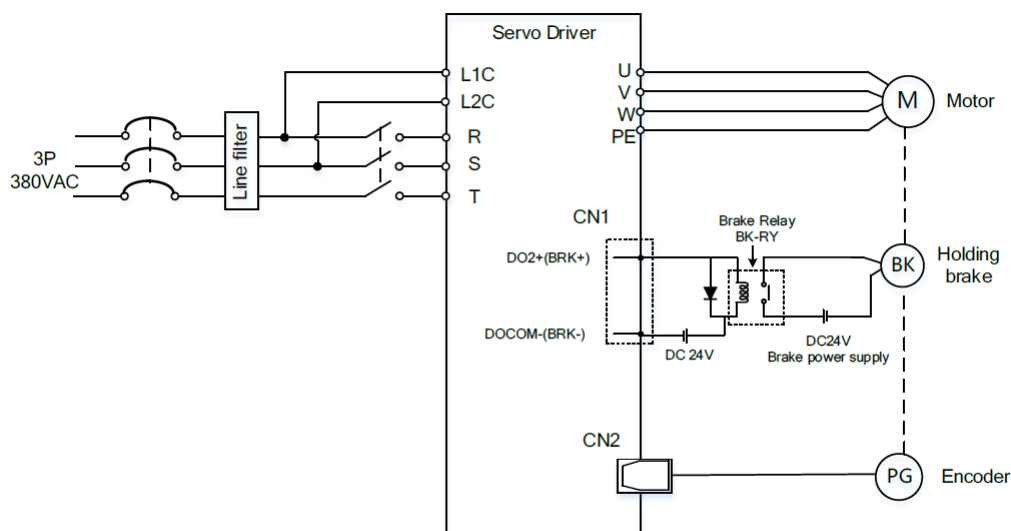 Servo Driver
L1C
L2C
R
S
T
3P
380VAC
Line filter
U
V
W
PE
M
Motor
CN1
DO2+(BRK+)
DOCOM-(BRK-)
DC 24V
Brake Relay
BK-RY
DC24V
Brake power supply
BK
Holding
brake
CN2
PG
Encoder